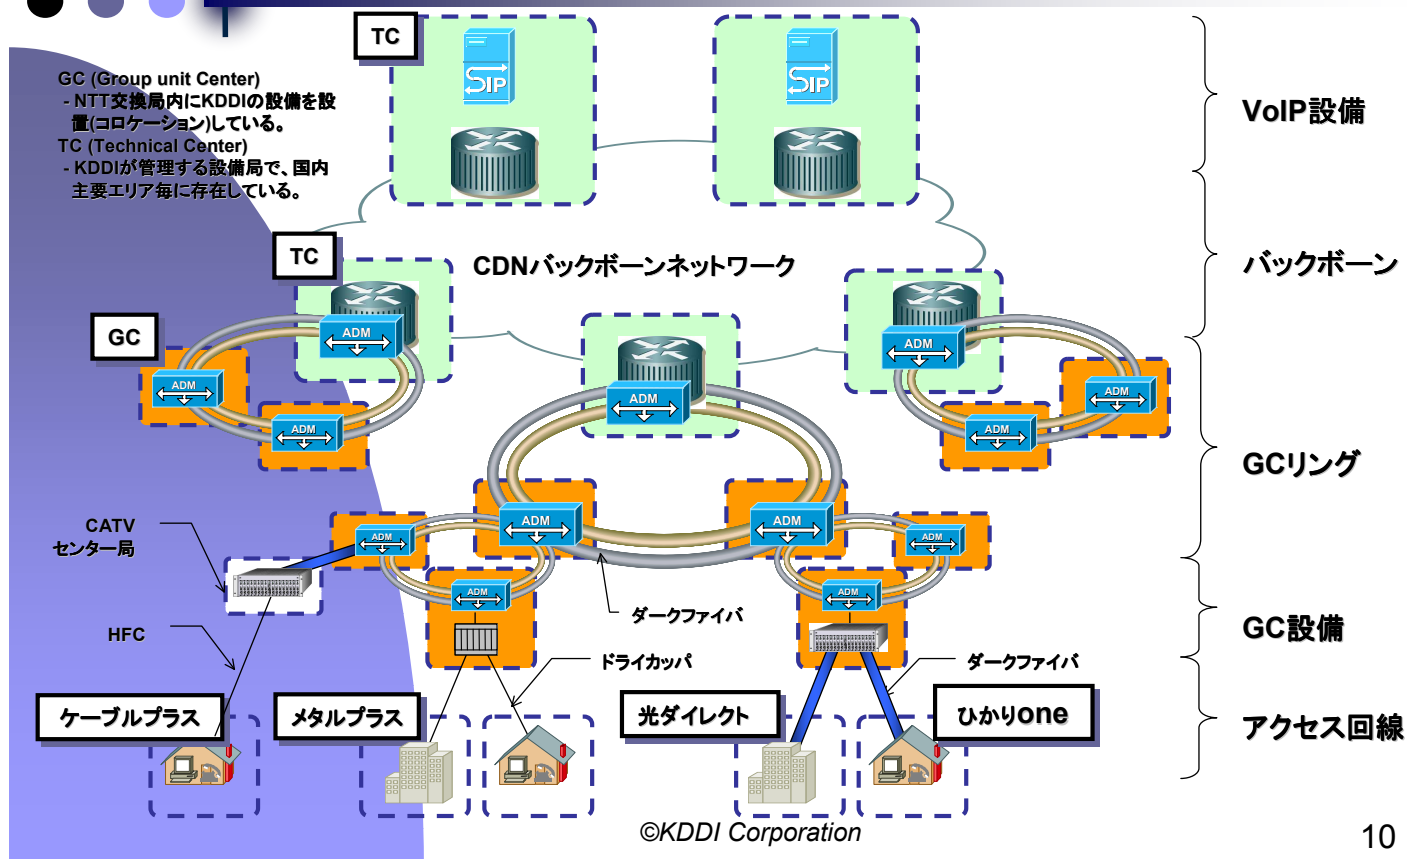 TC
SIP
SIP
GC (Group unit Center)
- NTT交換局内にKDDIの設備を設
置(コロケーション)している。
TC (Technical Center)
- KDDIが管理する設備局で、国内
主要エリア毎に存在している。
VoIP設備
TC
CDNバックボーンネットワーク
バックボーン
GC
ADM
ADM
ADM
ADM
ADM
ADM
ADM
GCリング
CATV
センター局
ADM
ADM
ADM
ADM
ADM
ADM
ダークファイバ
GC設備
HFC
ドライカッパ
ダークファイバ
ケーブルプラス
メタルプラス
光ダイレクト
ひかりone
アクセス回線
©KDDI Corporation
10